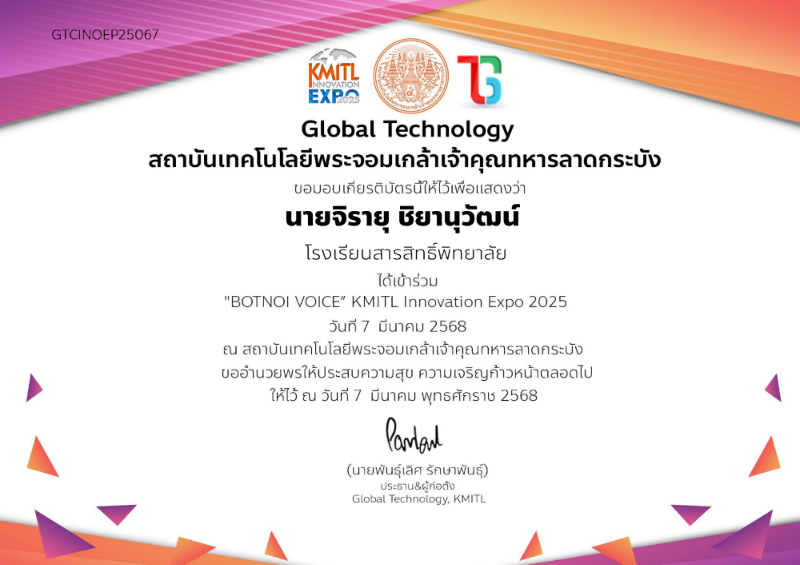 GTCINOEP25067
KMITL
INNOVATION
EXPO 2025
Global Technology
สถาบันเทคโนโลยีพระจอมเกล้าเจ้าคุณทหารลาดกระบัง
ขอมอบเกียรติบัตรนี้ให้ไว้เพื่อแสดงว่า
นายจิรายุ ชิยานุวัฒน์
โรงเรียนสารสิทธิ์พิทยาลัย
ได้เข้าร่วม
"BOTNOI VOICE” KMITL Innovation Expo 2025
วันที่ 7 มีนาคม 2568
ณ สถาบันเทคโนโลยีพระจอมเกล้าเจ้าคุณทหารลาดกระบัง
ขออำนวยพรให้ประสบความสุข ความเจริญก้าวหน้าตลอดไป
ให้ไว้ ณ วันที่ 7 มีนาคม พุทธศักราช 2568
(นายพันธุ์เลิศ รักษาพันธุ์)
ประธาน&ผู้ก่อตั้ง
Global Technology, KMITL